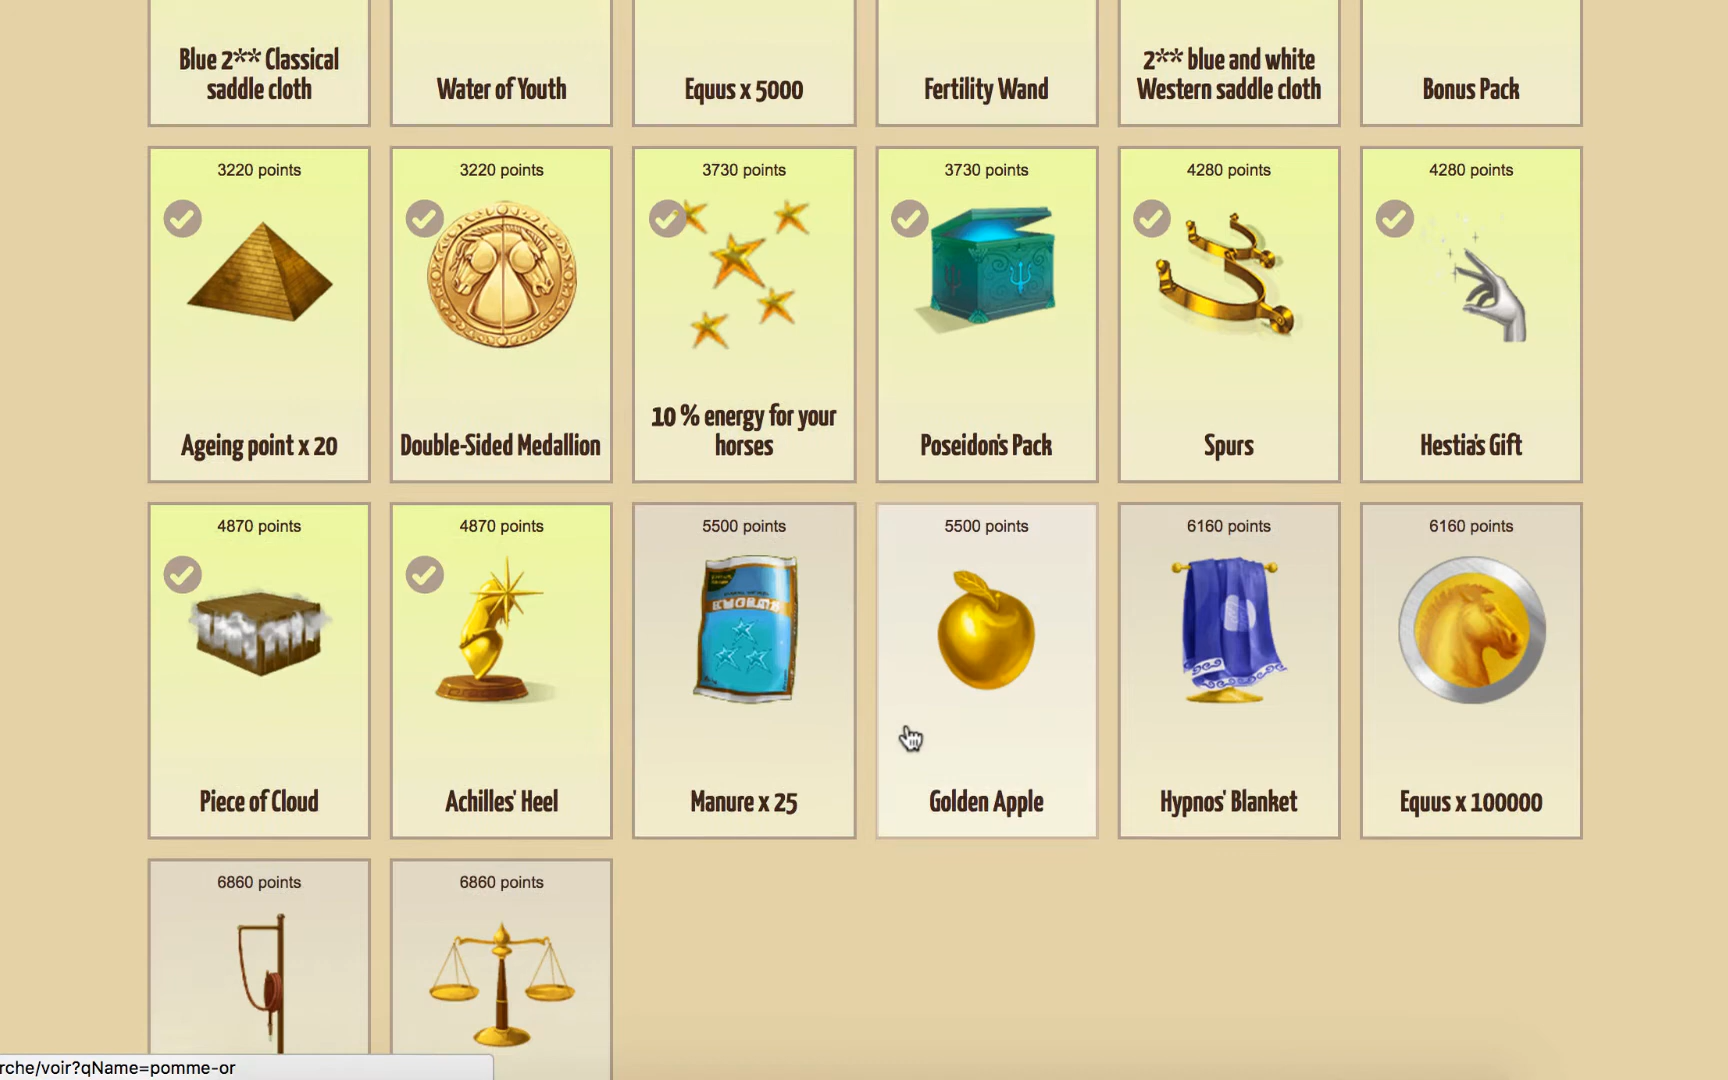 Blue 2** Classical
saddle cloth
Water of Youth
Equus x 5000
Fertility Wand
2** blue and white
Western saddle cloth
Bonus Pack
3220 points
3220 points
3730 points
3730 points
4280 points
4280 points
Ageing point x 20
Double-Sided Medallion
10 % energy for your
horses
Poseidon's Pack
Spurs
Hestia's Gift
4870 points
4870 points
5500 points
5500 points
6160 points
6160 points
Piece of Cloud
Achilles' Heel
Manure x 25
Golden Apple
Hypnos' Blanket
Equus x 100000
6860 points
6860 points
rche/voir?qName=pomme-or